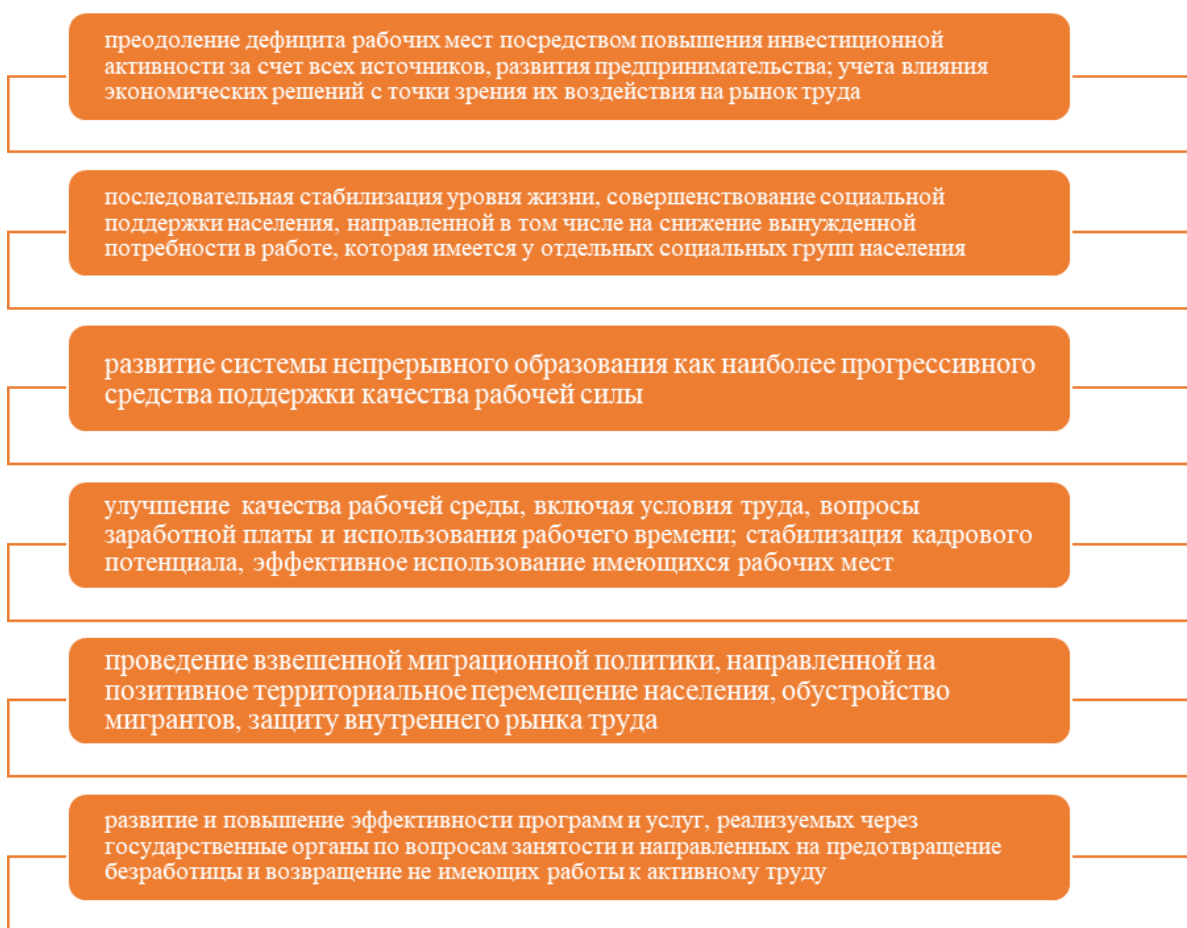 преодоление дефицита рабочих мест посредством повышения инвестиционной
активности за счет всех источников, развития предпринимательства; учета влияния
экономических решений с точки зрения их воздействия на рынок труда
последовательная стабилизация уровня жизни, совершенствование социальной
поддержки населения, направленной в том числе на снижение вынужденной
потребности в работе, которая имеется у отдельных социальных групп населения
развитие системы непрерывного образования как наиболее прогрессивного
средства поддержки качества рабочей силы
улучшение качества рабочей среды, включая условия труда, вопросы
заработной платы и использования рабочего времени; стабилизация кадрового
потенциала, эффективное использование имеющихся рабочих мест
проведение взвешенной миграционной политики, направленной на
позитивное территориальное перемещение населения, обустройство
мигрантов, защиту внутреннего рынка труда
развитие и повышение эффективности программ и услуг, реализуемых через
государственные органы по вопросам занятости и направленных на предотвращение
безработицы и возвращение не имеющих работы к активному труду